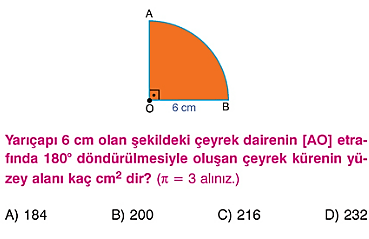 A
O
6 cm
B
Yarıçapı 6 cm olan şekildeki çeyrek dairenin [AO] etra-
fında 180° döndürülmesiyle oluşan çeyrek kürenin yü-
zey alanı kaç cm² dir? (π = 3 alınız.)
A) 184 B) 200 C) 216 D) 232